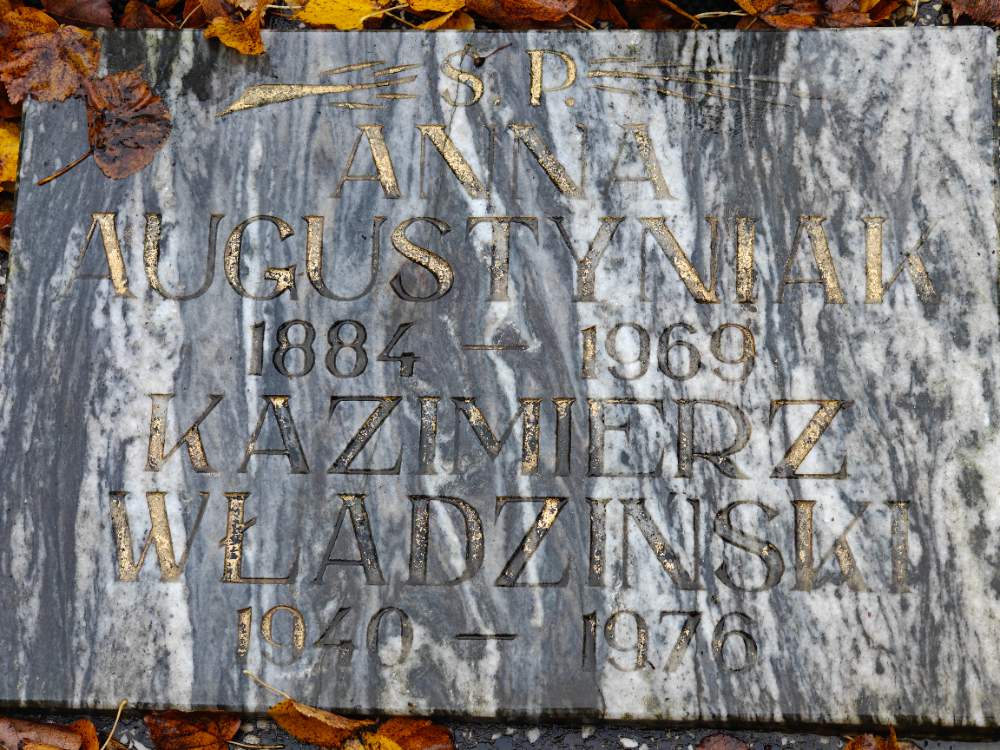 Ś. P.
ANNA
AUGUSTYNIAK
1884 – 1969
KAZIMIERZ
WŁADZINSKI
1940 – 1976